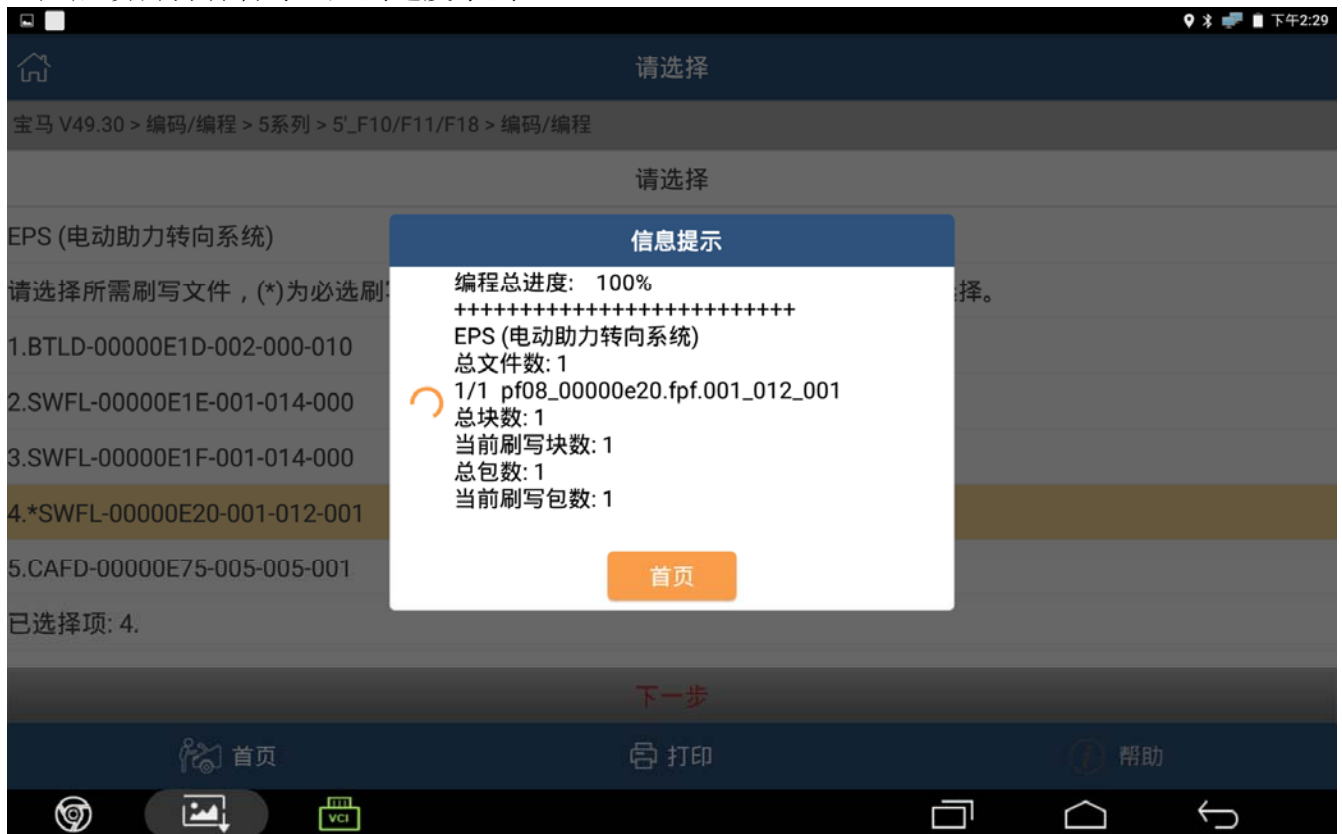 下午2:29
请选择
宝马 V49.30 > 编码/编程 > 5系列 > 5'_F10/F11/F18 > 编码/编程
请选择
EPS (电动助力转向系统)
请选择所需刷写文件，(*)为必选刷
择。
1.BTLD-00000E1D-002-000-010
2.SWFL-00000E1E-001-014-000
3.SWFL-00000E1F-001-014-000
4.*SWFL-00000E20-001-012-001
5.CAFD-00000E75-005-005-001
已选择项: 4.
信息提示
编程总进度: 100%
++++++++++++++++++++++++++
EPS (电动助力转向系统)
总文件数: 1
1/1 pf08_00000e20.fpf.001_012_001
总块数: 1
当前刷写块数: 1
总包数: 1
当前刷写包数: 1
首页
下一步
首页
打印
帮助
VCI